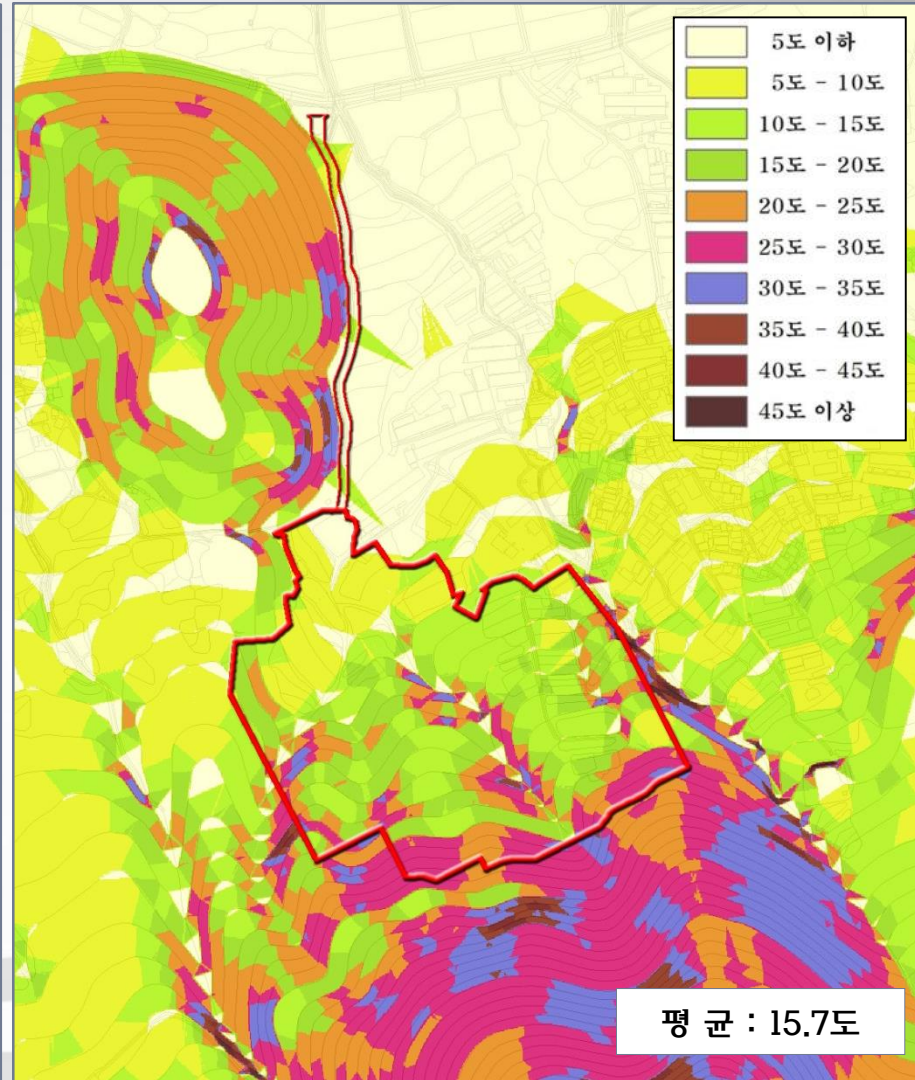 5도 이하
5도 - 10도
10도 - 15도
15도 - 20도
20도 - 25도
25도 - 30도
30도 - 35도
35도 - 40도
40도 - 45도
45도 이상
평 균 : 15.7도